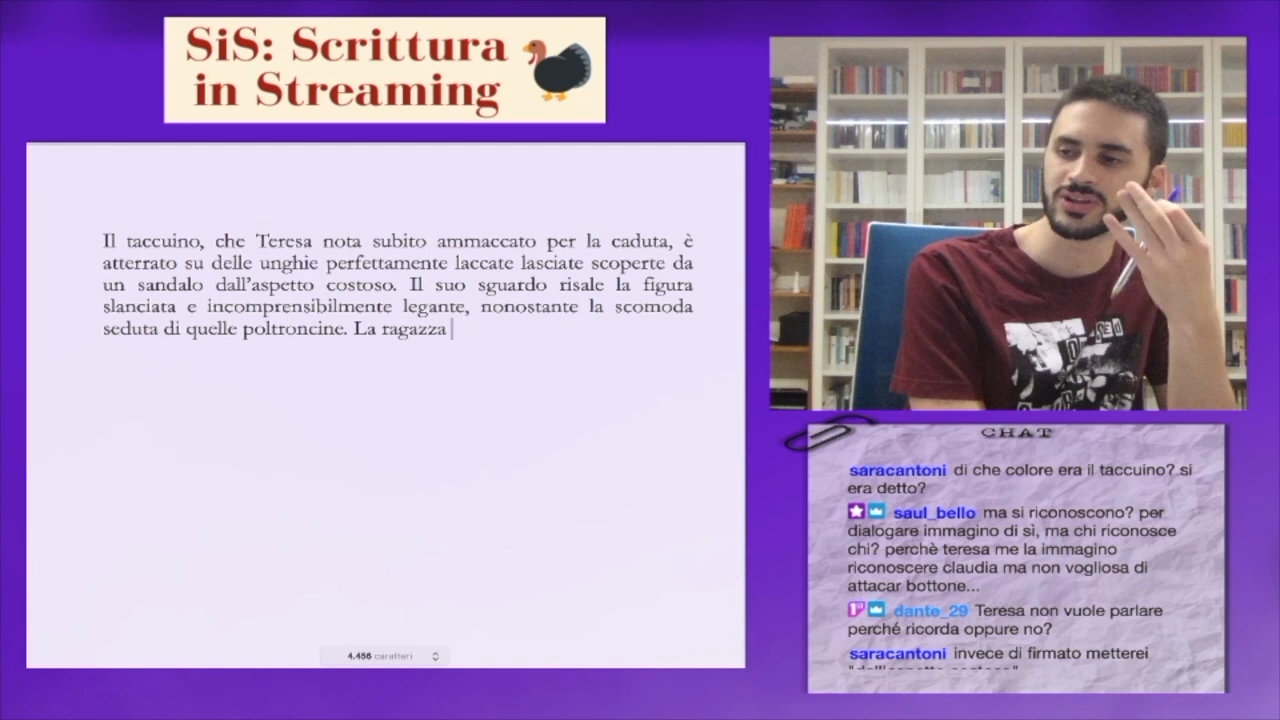 SiS: Scrittura
in Streaming
Il taccuino, che Teresa nota subito ammaccato per la caduta, è
atterrato su delle unghie perfettamente laccate lasciate scoperte da
un sandalo dall'aspetto costoso. Il suo sguardo risale la figura
slanciata e incomprensibilmente legante, nonostante la scomoda
seduta di quelle poltroncine. La ragazza
4.456 caratteri
CHAT
saracantoni di che colore era il taccuino? si
era detto?
saul_bello ma si riconoscono? per
dialogare immagino di sì, ma chi riconosce
chi? perchè teresa me la immagino
riconoscere claudia ma non vogliosa di
attacar bottone...
dante_29 Teresa non vuole parlare
perché ricorda oppure no?
saracantoni invece di firmato metterei